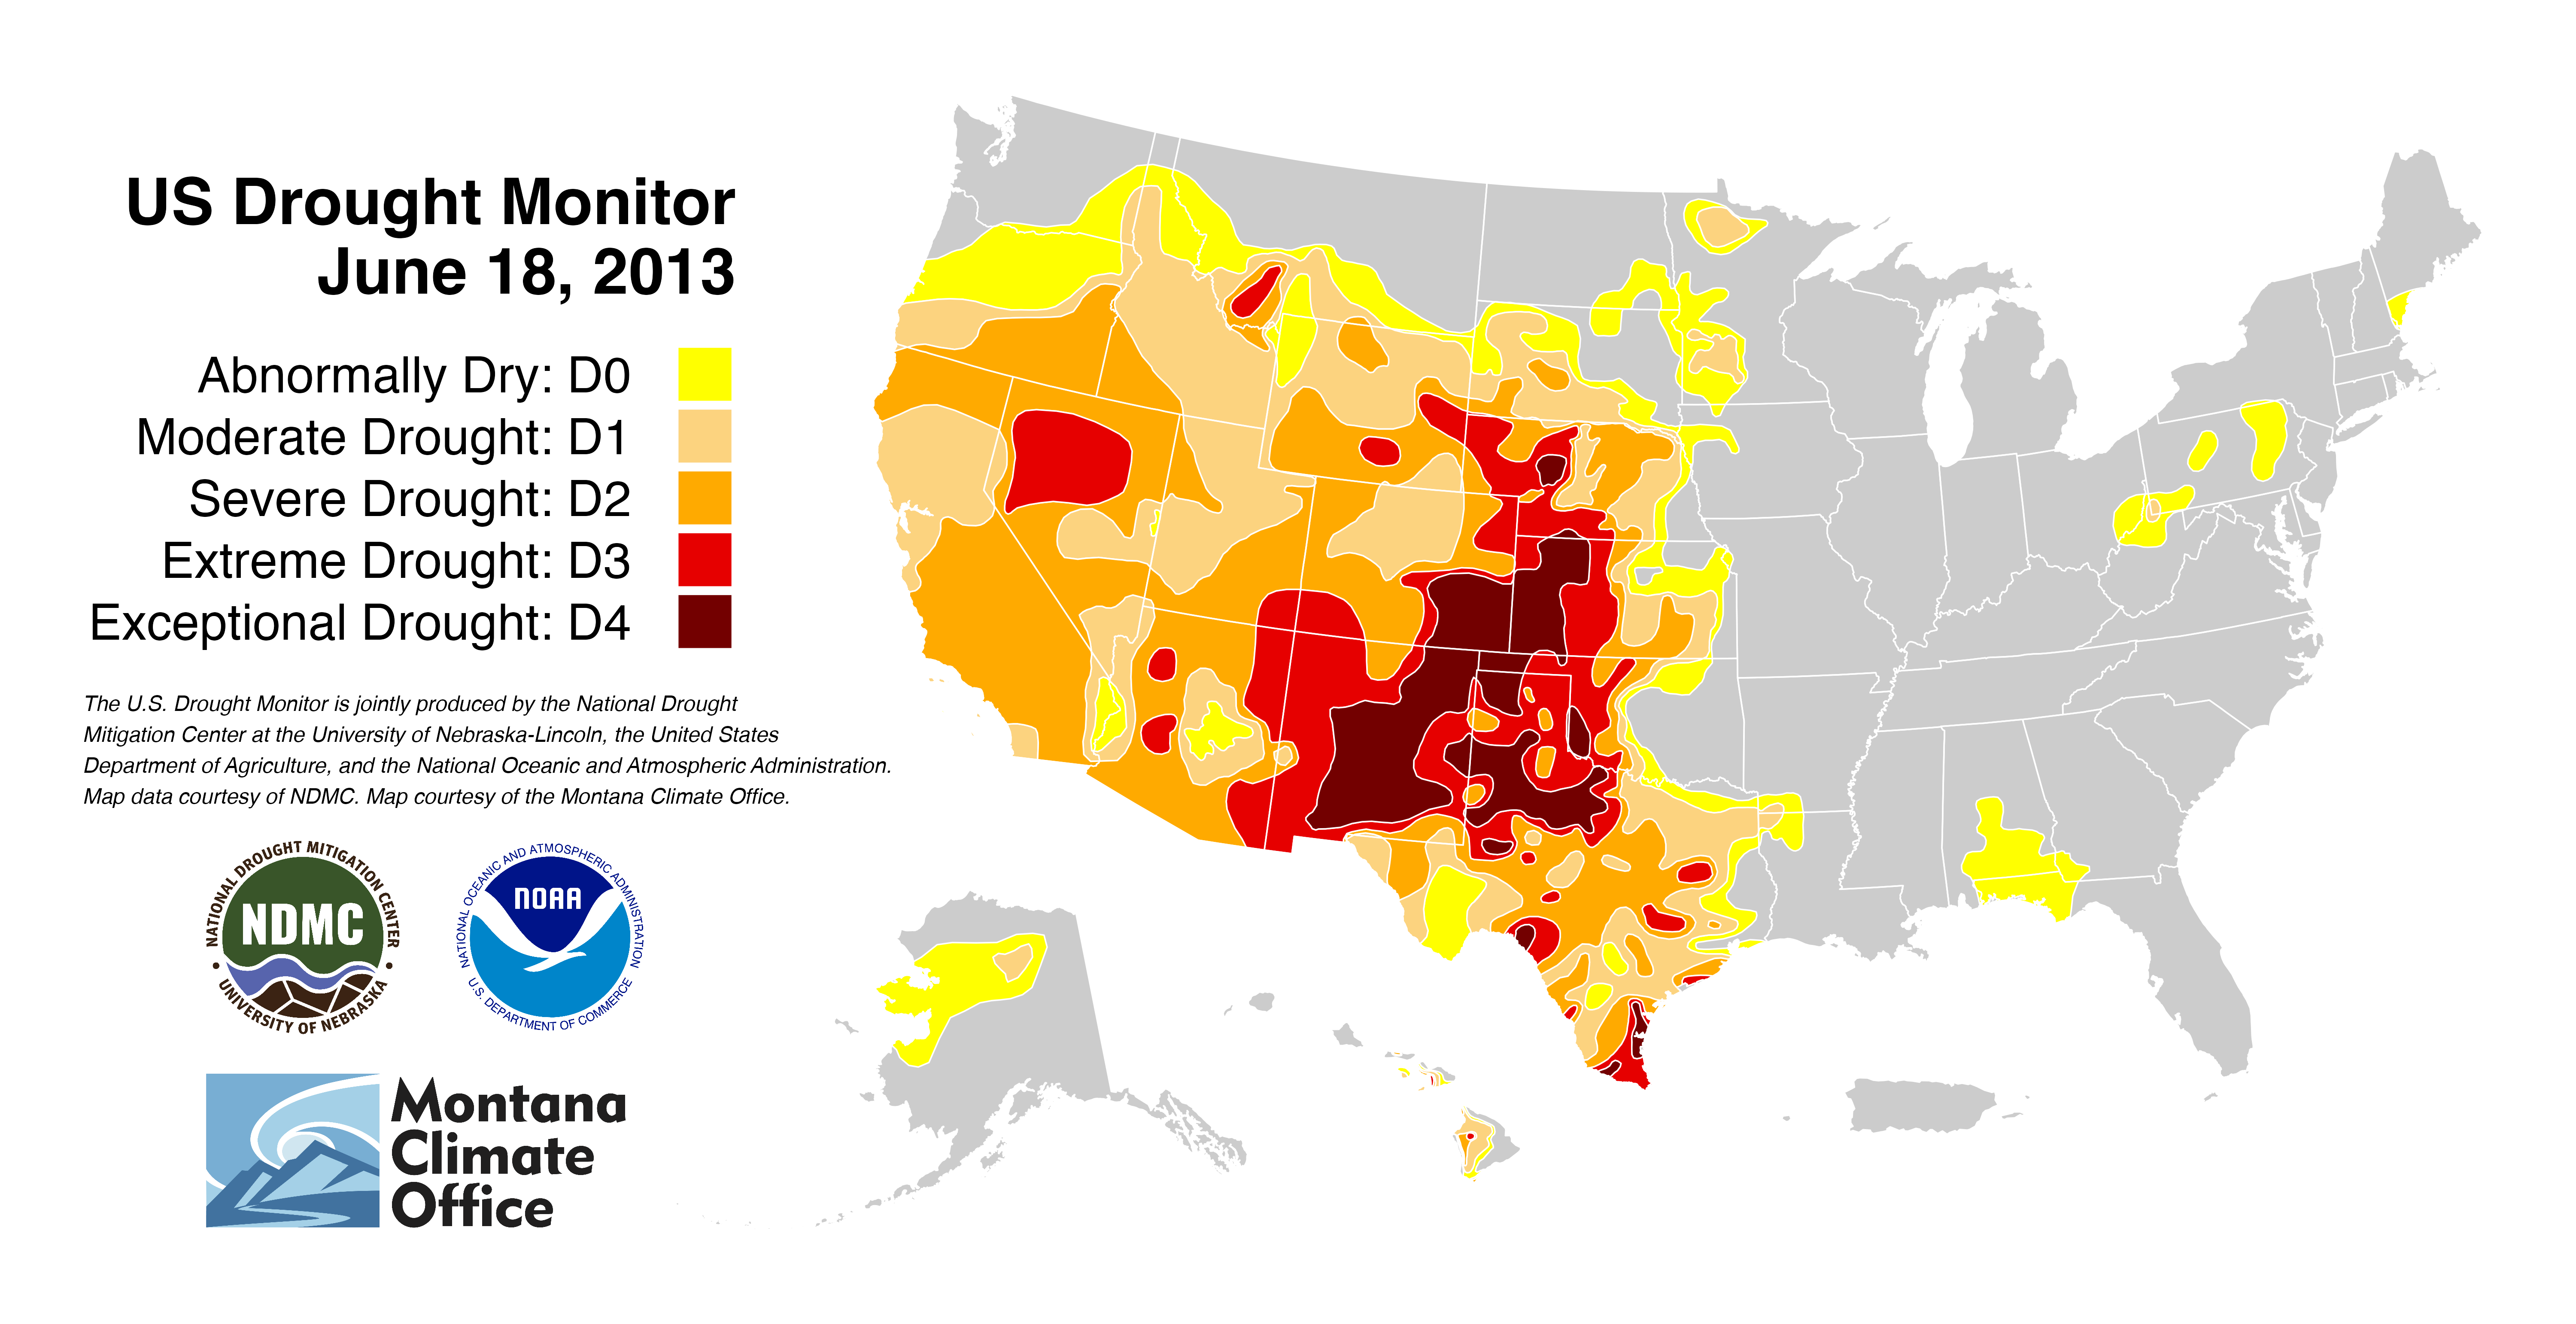 US Drought Monitor
June 18, 2013
Abnormally Dry: D0
Moderate Drought: D1
Severe Drought: D2
Extreme Drought: D3
Exceptional Drought: D4
The U.S. Drought Monitor is jointly produced by the National Drought
Mitigation Center at the University of Nebraska-Lincoln, the United States
Department of Agriculture, and the National Oceanic and Atmospheric Administration.
Map data courtesy of NDMC. Map courtesy of the Montana Climate Office.
NATIONAL DROUGHT MITIGATION CENTER
NDMC
UNIVERSITY OF NEBRASKA
NATIONAL OCEANIC AND ATMOSPHERIC ADMINISTRATION
NOAA
U.S. DEPARTMENT OF COMMERCE
Montana
Climate
Office